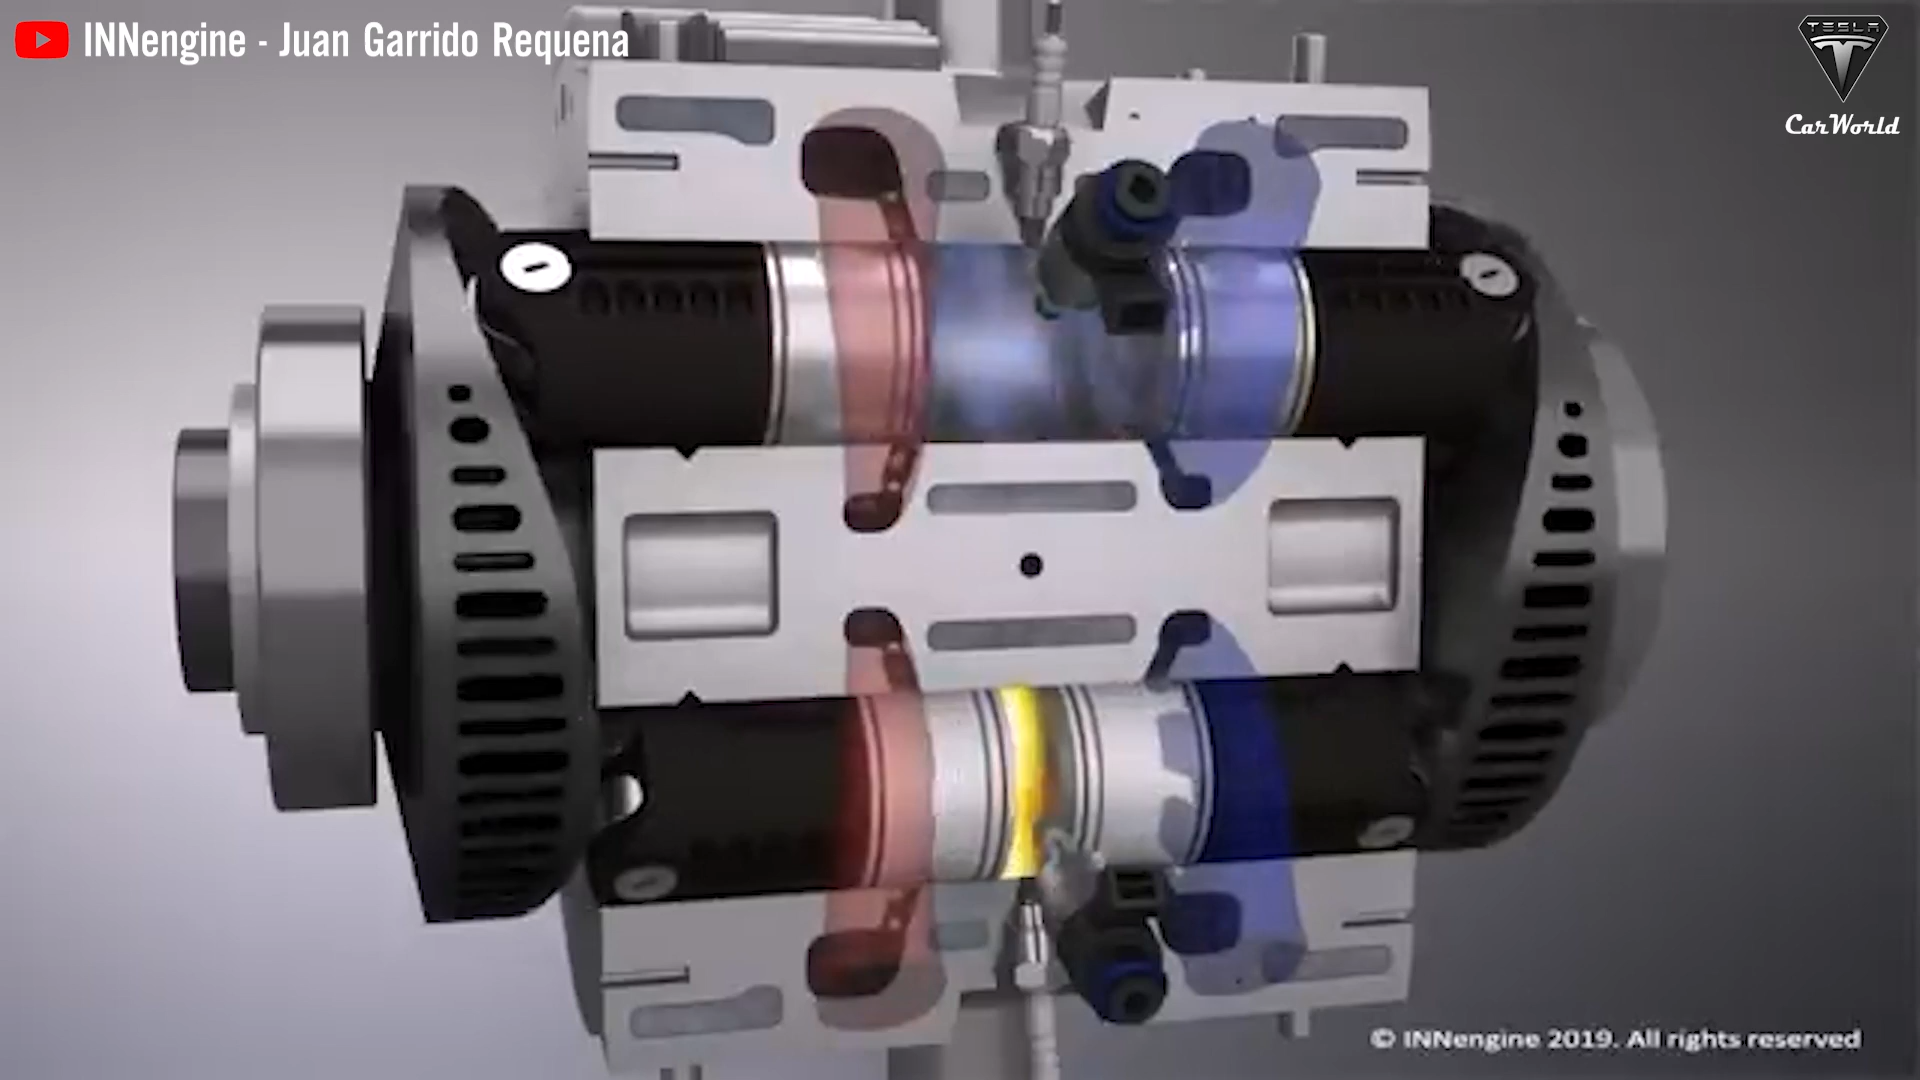 INNengine - Juan Garrido Requena
TESLA
CarWorld
© INNengine 2019. All rights reserved